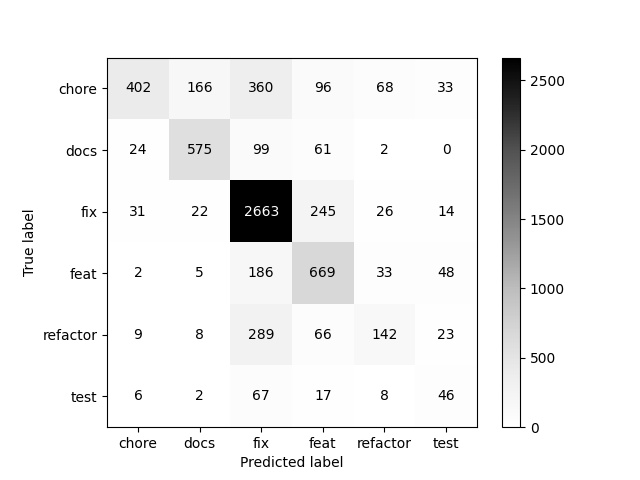 chore 402 166 360 96 68 33
docs 24 575 99 61 2 0
fix 31 22 2663 245 26 14
feat 2 5 186 669 33 48
refactor 9 8 289 66 142 23
test 6 2 67 17 8 46
chore docs fix feat refactor test
Predicted label
True label
2500
2000
1500
1000
500
0